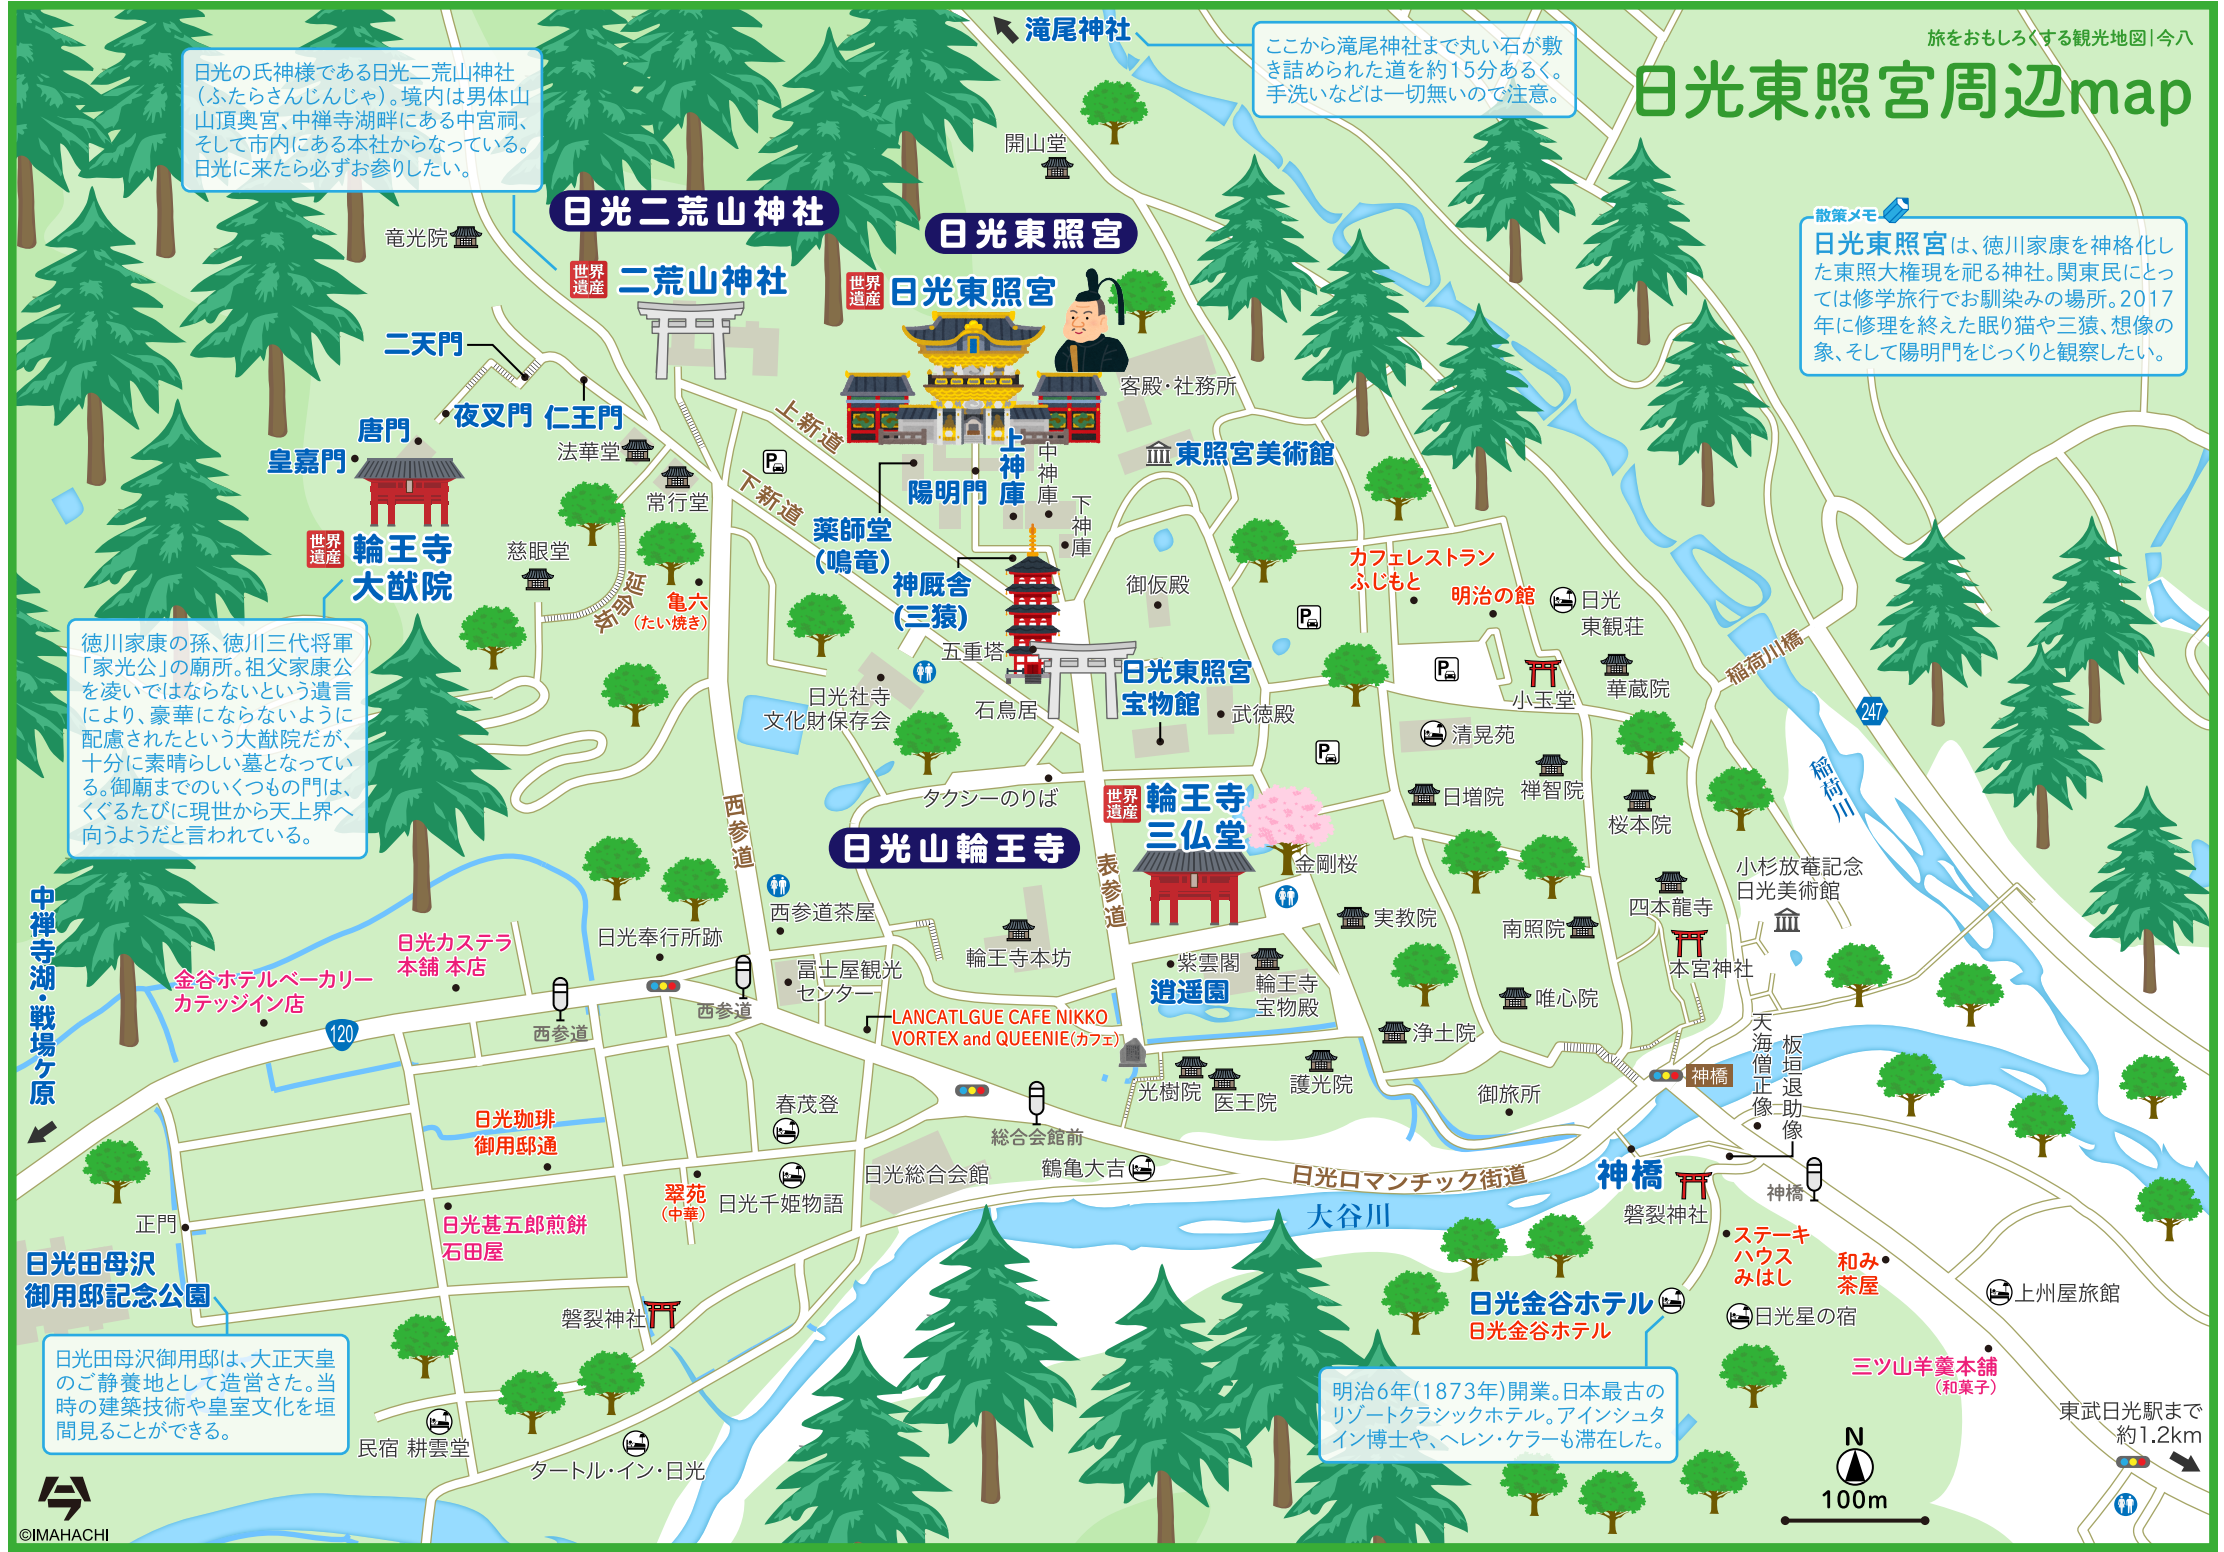 旅をおもしろくする観光地図|今八
日光東照宮周辺map
滝尾神社
ここから滝尾神社まで丸い石が敷
き詰められた道を約15分あるく。
手洗いなどは一切無いので注意。
日光の氏神様である日光二荒山神社
(ふたらさんじんじゃ)。境内は男体山
山頂奥宮、中禅寺湖畔にある中宮祠、
そして市内にある本社からなっている。
日光に来たら必ずお参りしたい。
開山堂
日光二荒山神社
日光東照宮
竜光院
世界
遺産
二荒山神社
世界
遺産
日光東照宮
散策メモ
日光東照宮は、徳川家康を神格化し
た東照大権現を祀る神社。関東民にとっ
ては修学旅行でお馴染みの場所。2017
年に修理を終えた眠り猫や三猿、想像の
象、そして陽明門をじっくりと観察したい。
二天門
夜叉門
仁王門
唐門
皇嘉門
法華堂
常行堂
上新道
下新道
P
客殿・社務所
東照宮美術館
陽明門
上神庫
中神庫
下神庫
薬師堂
(鳴竜)
神厩舎
(三猿)
世界
遺産
輪王寺
大猷院
慈眼堂
延命坂
亀六
(たい焼き)
御仮殿
カフェレストラン
ふじもと
明治の館
日光
東観荘
P
P
P
稲荷川橋
247
稲荷川
徳川家康の孫、徳川三代将軍
「家光公」の廟所。祖父家康公
を凌いではならないという遺言
により、豪華にならないように
配慮されたという大猷院だが、
十分に素晴らしい墓となってい
る。御廟までのいくつもの門は、
くぐるたびに現世から天上界へ
向うようだと言われている。
五重塔
石鳥居
日光社寺
文化財保存会
日光東照宮
宝物館
武徳殿
小玉堂
華蔵院
清晃苑
日増院
禅智院
桜本院
タクシーのりば
日光山輪王寺
世界
遺産
輪王寺
三仏堂
金剛桜
西参道
表参道
西参道茶屋
輪王寺本坊
実教院
南照院
四本龍寺
小杉放菴記念
日光美術館
本宮神社
唯心院
浄土院
紫雲閣
逍遥園
輪王寺
宝物殿
中禅寺湖・戦場ヶ原
金谷ホテルベーカリー
カテッジイン店
日光カステラ
本舗 本店
日光奉行所跡
120
西参道
西参道
冨士屋観光
センター
LANCATLGUE CAFE NIKKO
VORTEX and QUEENIE(カフェ)
光樹院
医王院
護光院
御旅所
神橋
天海僧正像
板垣退助像
春茂登
総合会館前
日光珈琲
御用邸通
翠苑
(中華)
日光千姫物語
日光総合会館
鶴亀大吉
日光ロマンチック街道
大谷川
神橋
磐裂神社
神橋
正門
日光甚五郎煎餅
石田屋
日光田母沢
御用邸記念公園
日光田母沢御用邸は、大正天皇
のご静養地として造営さた。当
時の建築技術や皇室文化を垣
間見ることができる。
磐裂神社
民宿 耕雲堂
タートル・イン・日光
ステーキ
ハウス
みはし
和み
茶屋
日光金谷ホテル
日光金谷ホテル
日光星の宿
上州屋旅館
三ツ山羊羹本舗
(和菓子)
明治6年(1873年)開業。日本最古の
リゾートクラシックホテル。アインシュタ
イン博士や、ヘレン・ケラーも滞在した。
東武日光駅まで
約1.2km
N
100m
今
©IMAHACHI